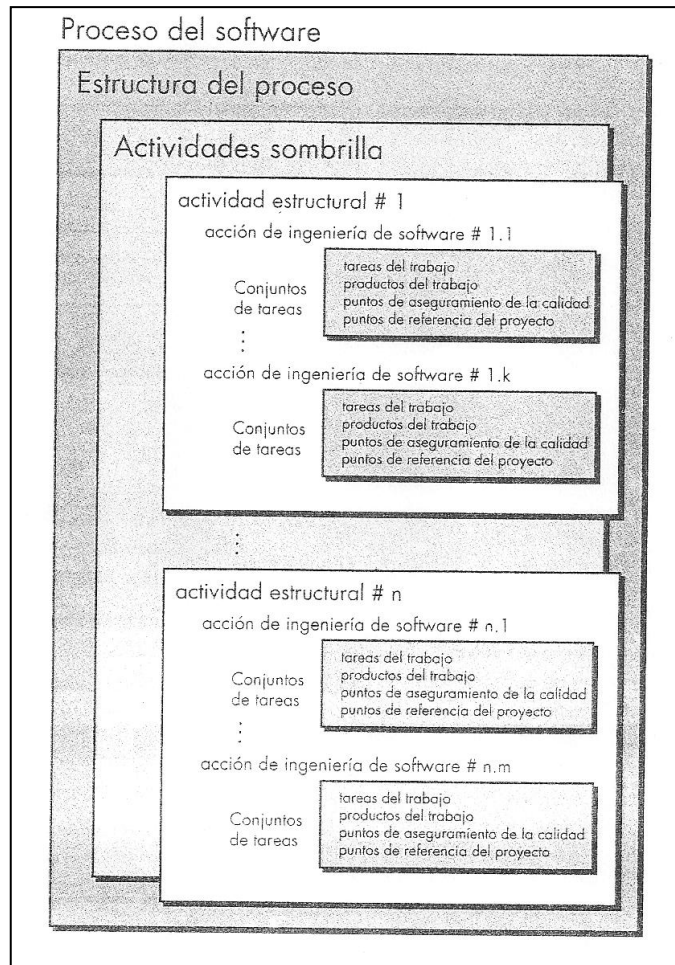 Proceso del software
Estructura del proceso
Actividades sombrilla
actividad estructural # 1
acción de ingeniería de software # 1.1
Conjuntos
de tareas
tareas del trabajo
productos del trabajo
puntos de aseguramiento de la calidad
puntos de referencia del proyecto
acción de ingeniería de software # 1.k
Conjuntos
de tareas
tareas del trabajo
productos del trabajo
puntos de aseguramiento de la calidad
puntos de referencia del proyecto
actividad estructural # n
acción de ingeniería de software # n.1
Conjuntos
de tareas
tareas del trabajo
productos del trabajo
puntos de aseguramiento de la calidad
puntos de referencia del proyecto
acción de ingeniería de software # n.m
Conjuntos
de tareas
tareas del trabajo
productos del trabajo
puntos de aseguramiento de la calidad
puntos de referencia del proyecto